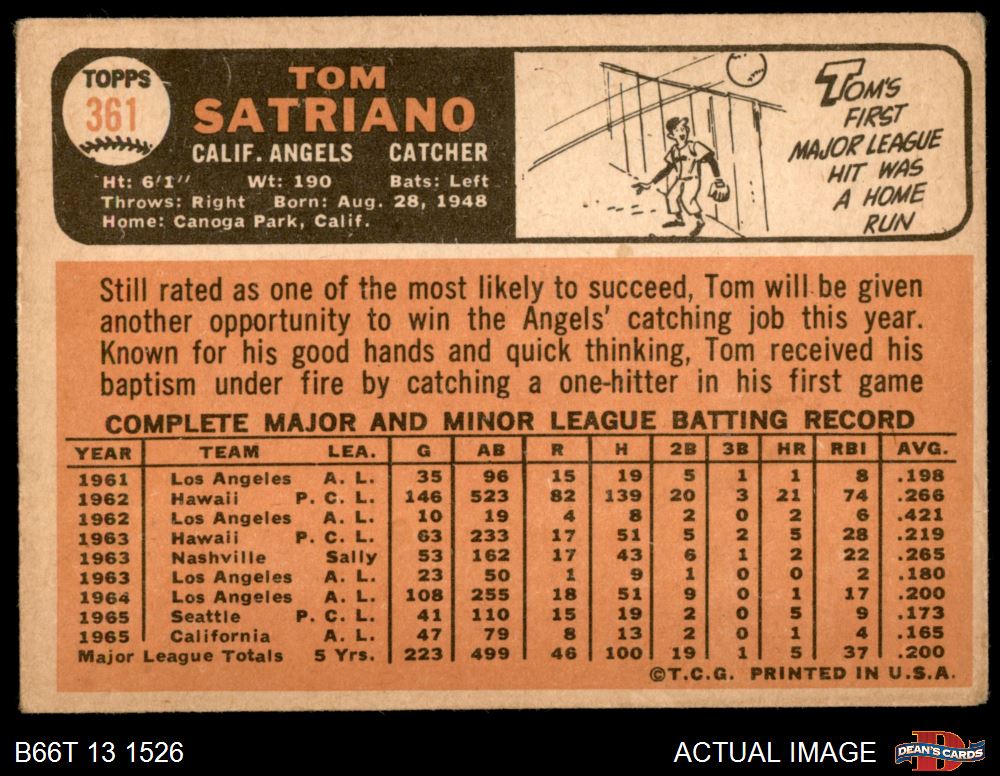 TOPPS
361
TOM
SATRIANO
CALIF. ANGELS CATCHER
Ht: 6'1" Wt: 190 Bats: Left
Throws: Right Born: Aug. 28, 1948
Home: Canoga Park, Calif.
TOM'S
FIRST
MAJOR LEAGUE
HIT WAS
A HOME
RUN
Still rated as one of the most likely to succeed, Tom will be given
another opportunity to win the Angels' catching job this year.
Known for his good hands and quick thinking, Tom received his
baptism under fire by catching a one-hitter in his first game
COMPLETE MAJOR AND MINOR LEAGUE BATTING RECORD
YEAR TEAM LEA. G AB R H 2B 3B HR RBI AVG.
1961 Los Angeles A. L. 35 96 15 19 5 1 1 8 .198
1962 Hawaii P. C. L. 146 523 82 139 20 3 21 74 .266
1962 Los Angeles A. L. 10 19 4 8 2 0 2 6 .421
1963 Hawaii P. C. L. 63 233 17 51 5 2 5 28 .219
1963 Nashville Sally 53 162 17 43 6 1 2 22 .265
1963 Los Angeles A. L. 23 50 1 9 1 0 0 2 .180
1964 Los Angeles A. L. 108 255 18 51 9 0 1 17 .200
1965 Seattle P. C. L. 41 110 15 19 2 0 5 9 .173
1965 California A. L. 47 79 8 13 2 0 1 4 .165
Major League Totals 5 Yrs. 223 499 46 100 19 1 5 37 .200
©T.C.G. PRINTED IN U.S.A.
B66T 13 1526
ACTUAL IMAGE
DEAN'S CARDS